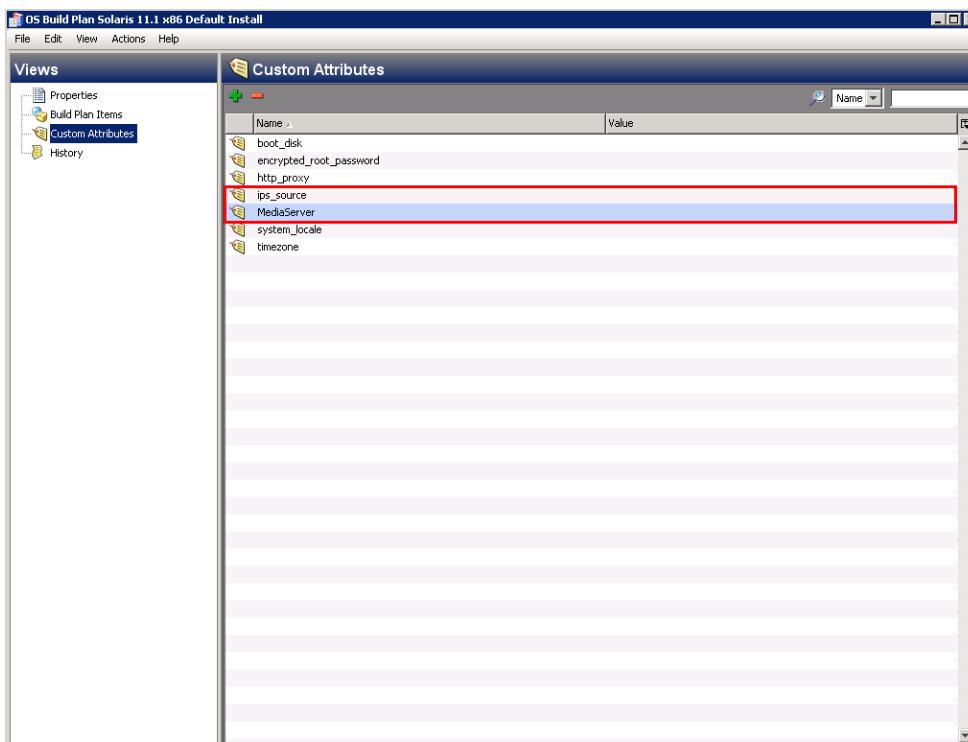 OS Build Plan Solaris 11.1 x86 Default Install
File Edit View Actions Help
Views
Properties
Build Plan Items
Custom Attributes
History
Custom Attributes
Name
Name Value
boot_disk
encrypted_root_password
http_proxy
ips_source
MediaServer
system_locale
timezone